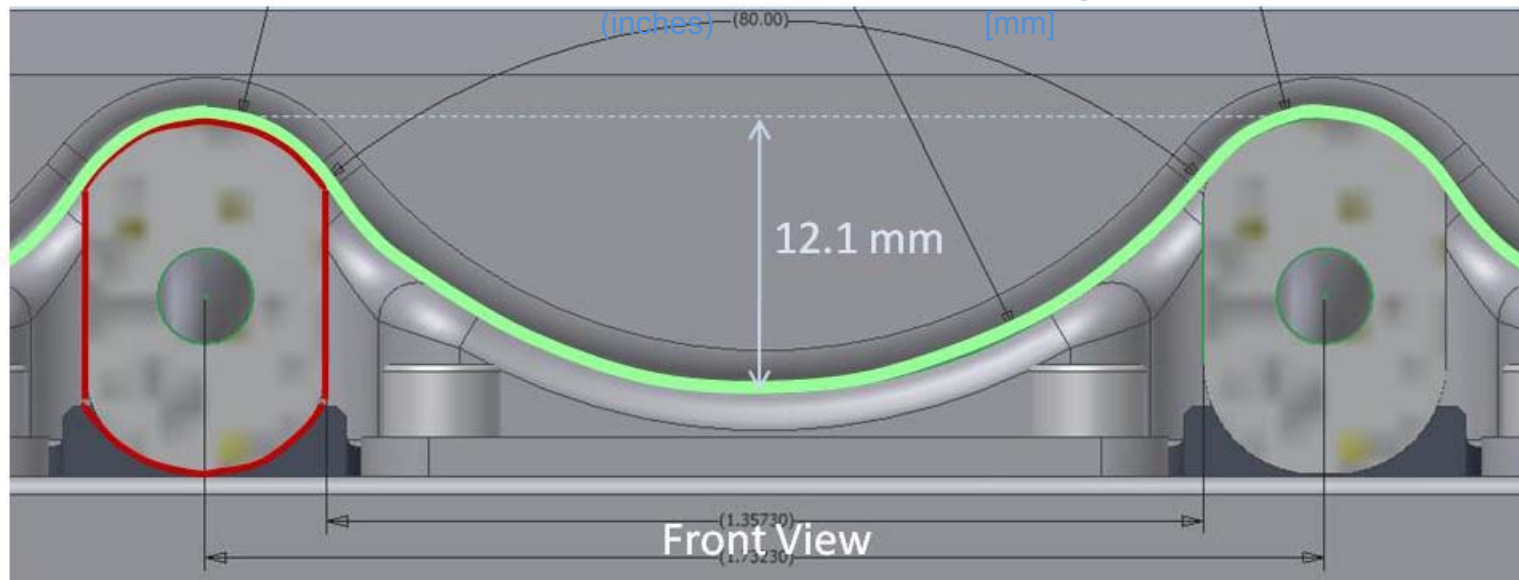 (inches) (80.00) [mm]
12.1 mm
(1.35730)
Front View
(1.73230)